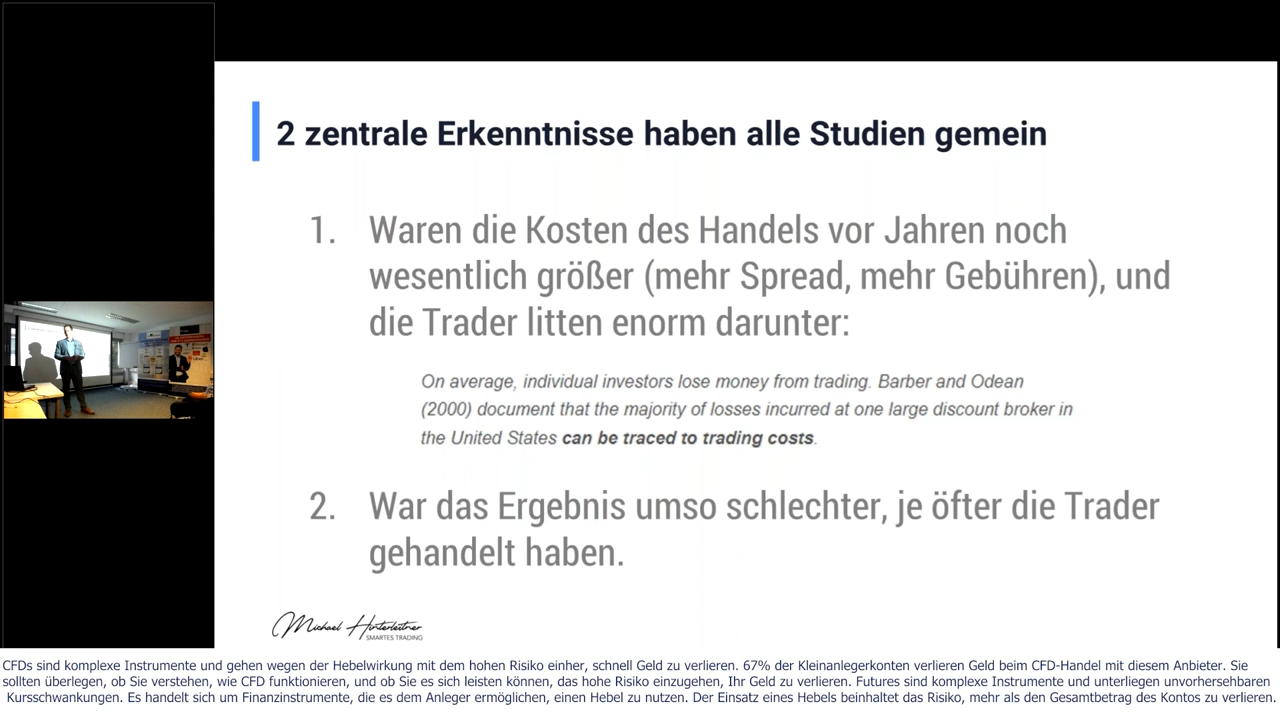 2 zentrale Erkenntnisse haben alle Studien gemein
1. Waren die Kosten des Handels vor Jahren noch
wesentlich größer (mehr Spread, mehr Gebühren), und
die Trader litten enorm darunter:
On average, individual investors lose money from trading. Barber and Odean
(2000) document that the majority of losses incurred at one large discount broker in
the United States can be traced to trading costs.
2. War das Ergebnis umso schlechter, je öfter die Trader
gehandelt haben.
Michael Hinterleitner
SMARTES TRADING
CFDs sind komplexe Instrumente und gehen wegen der Hebelwirkung mit dem hohen Risiko einher, schnell Geld zu verlieren. 67% der Kleinanlegerkonten verlieren Geld beim CFD-Handel mit diesem Anbieter. Sie
sollten überlegen, ob Sie verstehen, wie CFD funktionieren, und ob Sie es sich leisten können, das hohe Risiko einzugehen, Ihr Geld zu verlieren. Futures sind komplexe Instrumente und unterliegen unvorhersehbaren
Kursschwankungen. Es handelt sich um Finanzinstrumente, die es dem Anleger ermöglichen, einen Hebel zu nutzen. Der Einsatz eines Hebels beinhaltet das Risiko, mehr als den Gesamtbetrag des Kontos zu verlieren.